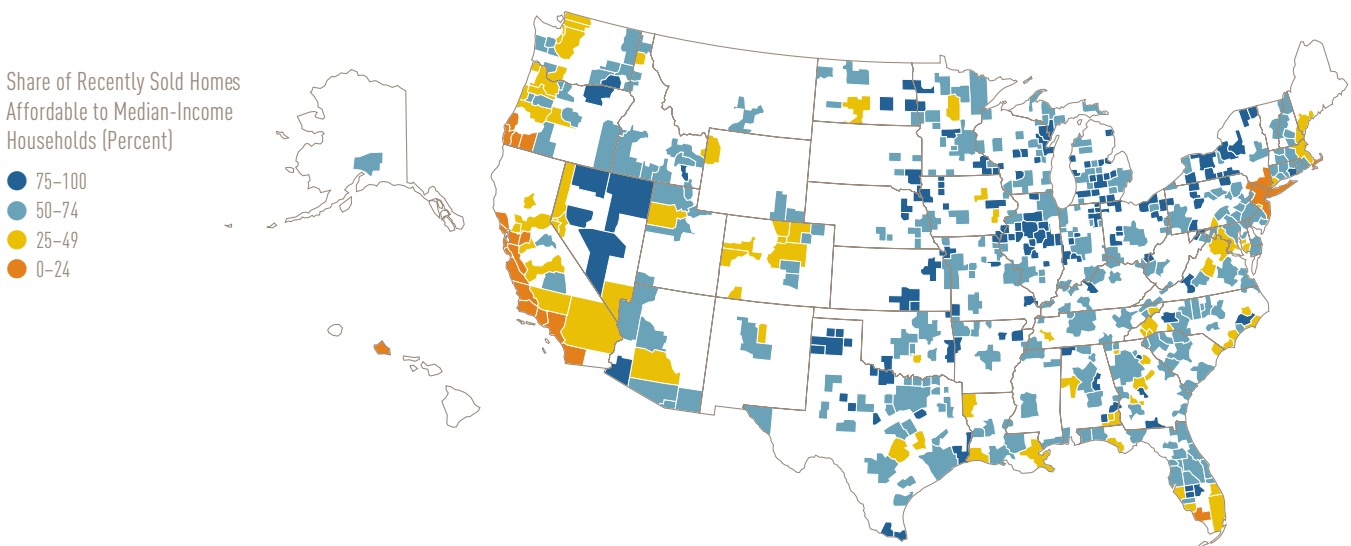 Share of Recently Sold Homes
Affordable to Median-Income
Households (Percent)
75–100
50–74
25–49
0–24